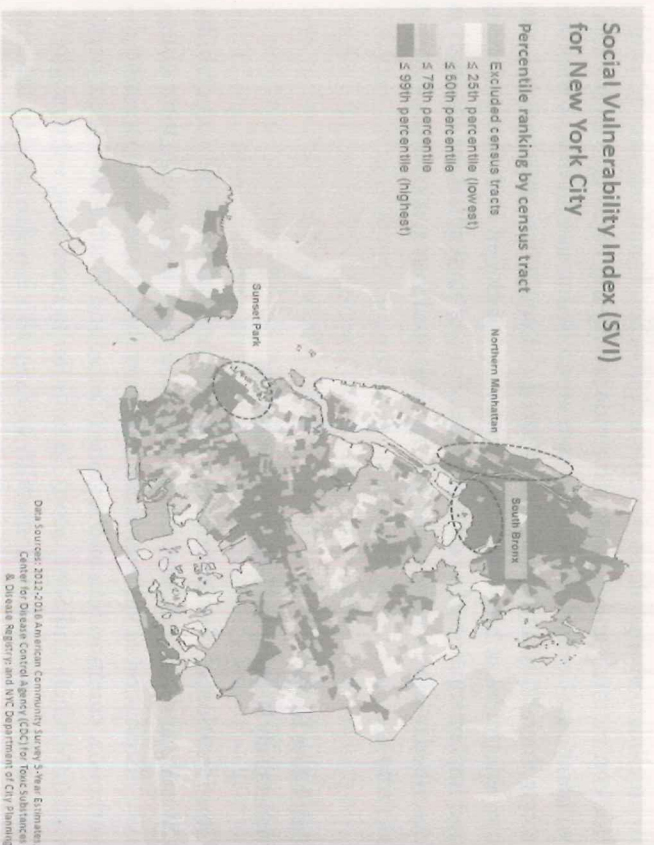 Social Vulnerability Index (SVI)
for New York City
Percentile ranking by census tract
Excluded census tracts
≤ 25th percentile (lowest)
≤ 50th percentile
≤ 75th percentile
≤ 99th percentile (highest)
Northern Manhattan
South Bronx
Sunset Park
Data Sources: 2012-2016 American Community Survey 5-Year Estimates
Center for Disease Control Agency (CDC) for Toxic Substances
& Disease Registry; and NYC Department of City Planning